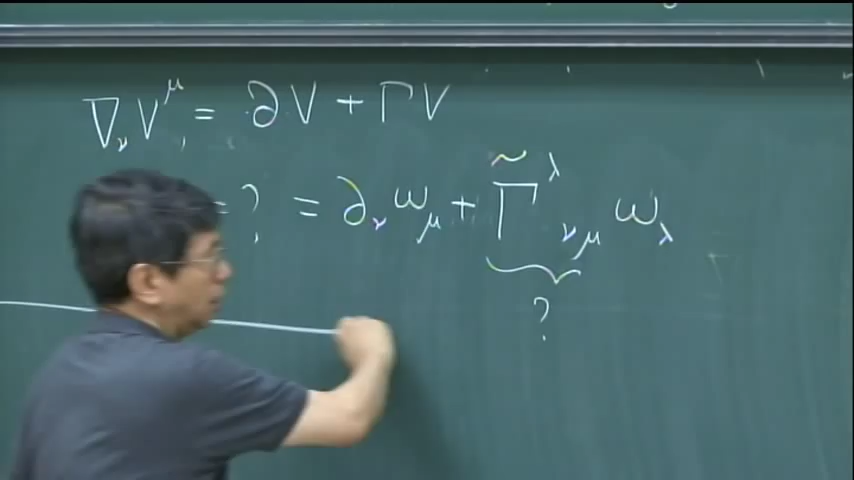 ∇_ν V^μ = ∂V + ΓV
= ? = ∂_ν ω_μ + Γ̃^λ_νμ ω_λ
?